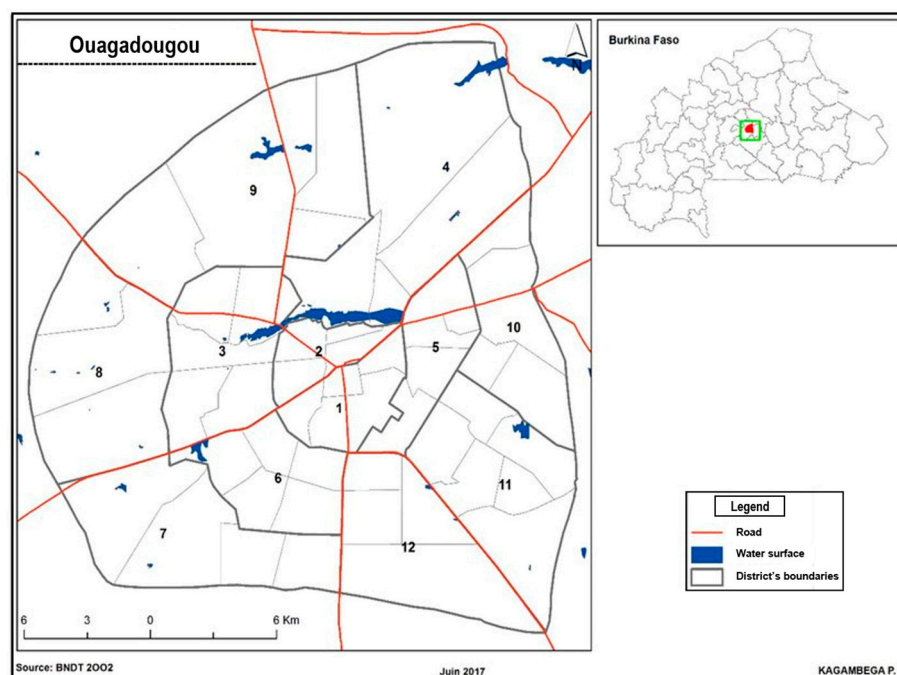 Ouagadougou
N
Burkina Faso
4
9
10
3
2
5
8
1
6
11
7
12
Legend
Road
Water surface
District's boundaries
6 3 0 6 Km
Source: BNDT 2OO2
Juin 2017
KAGAMBEGA P.